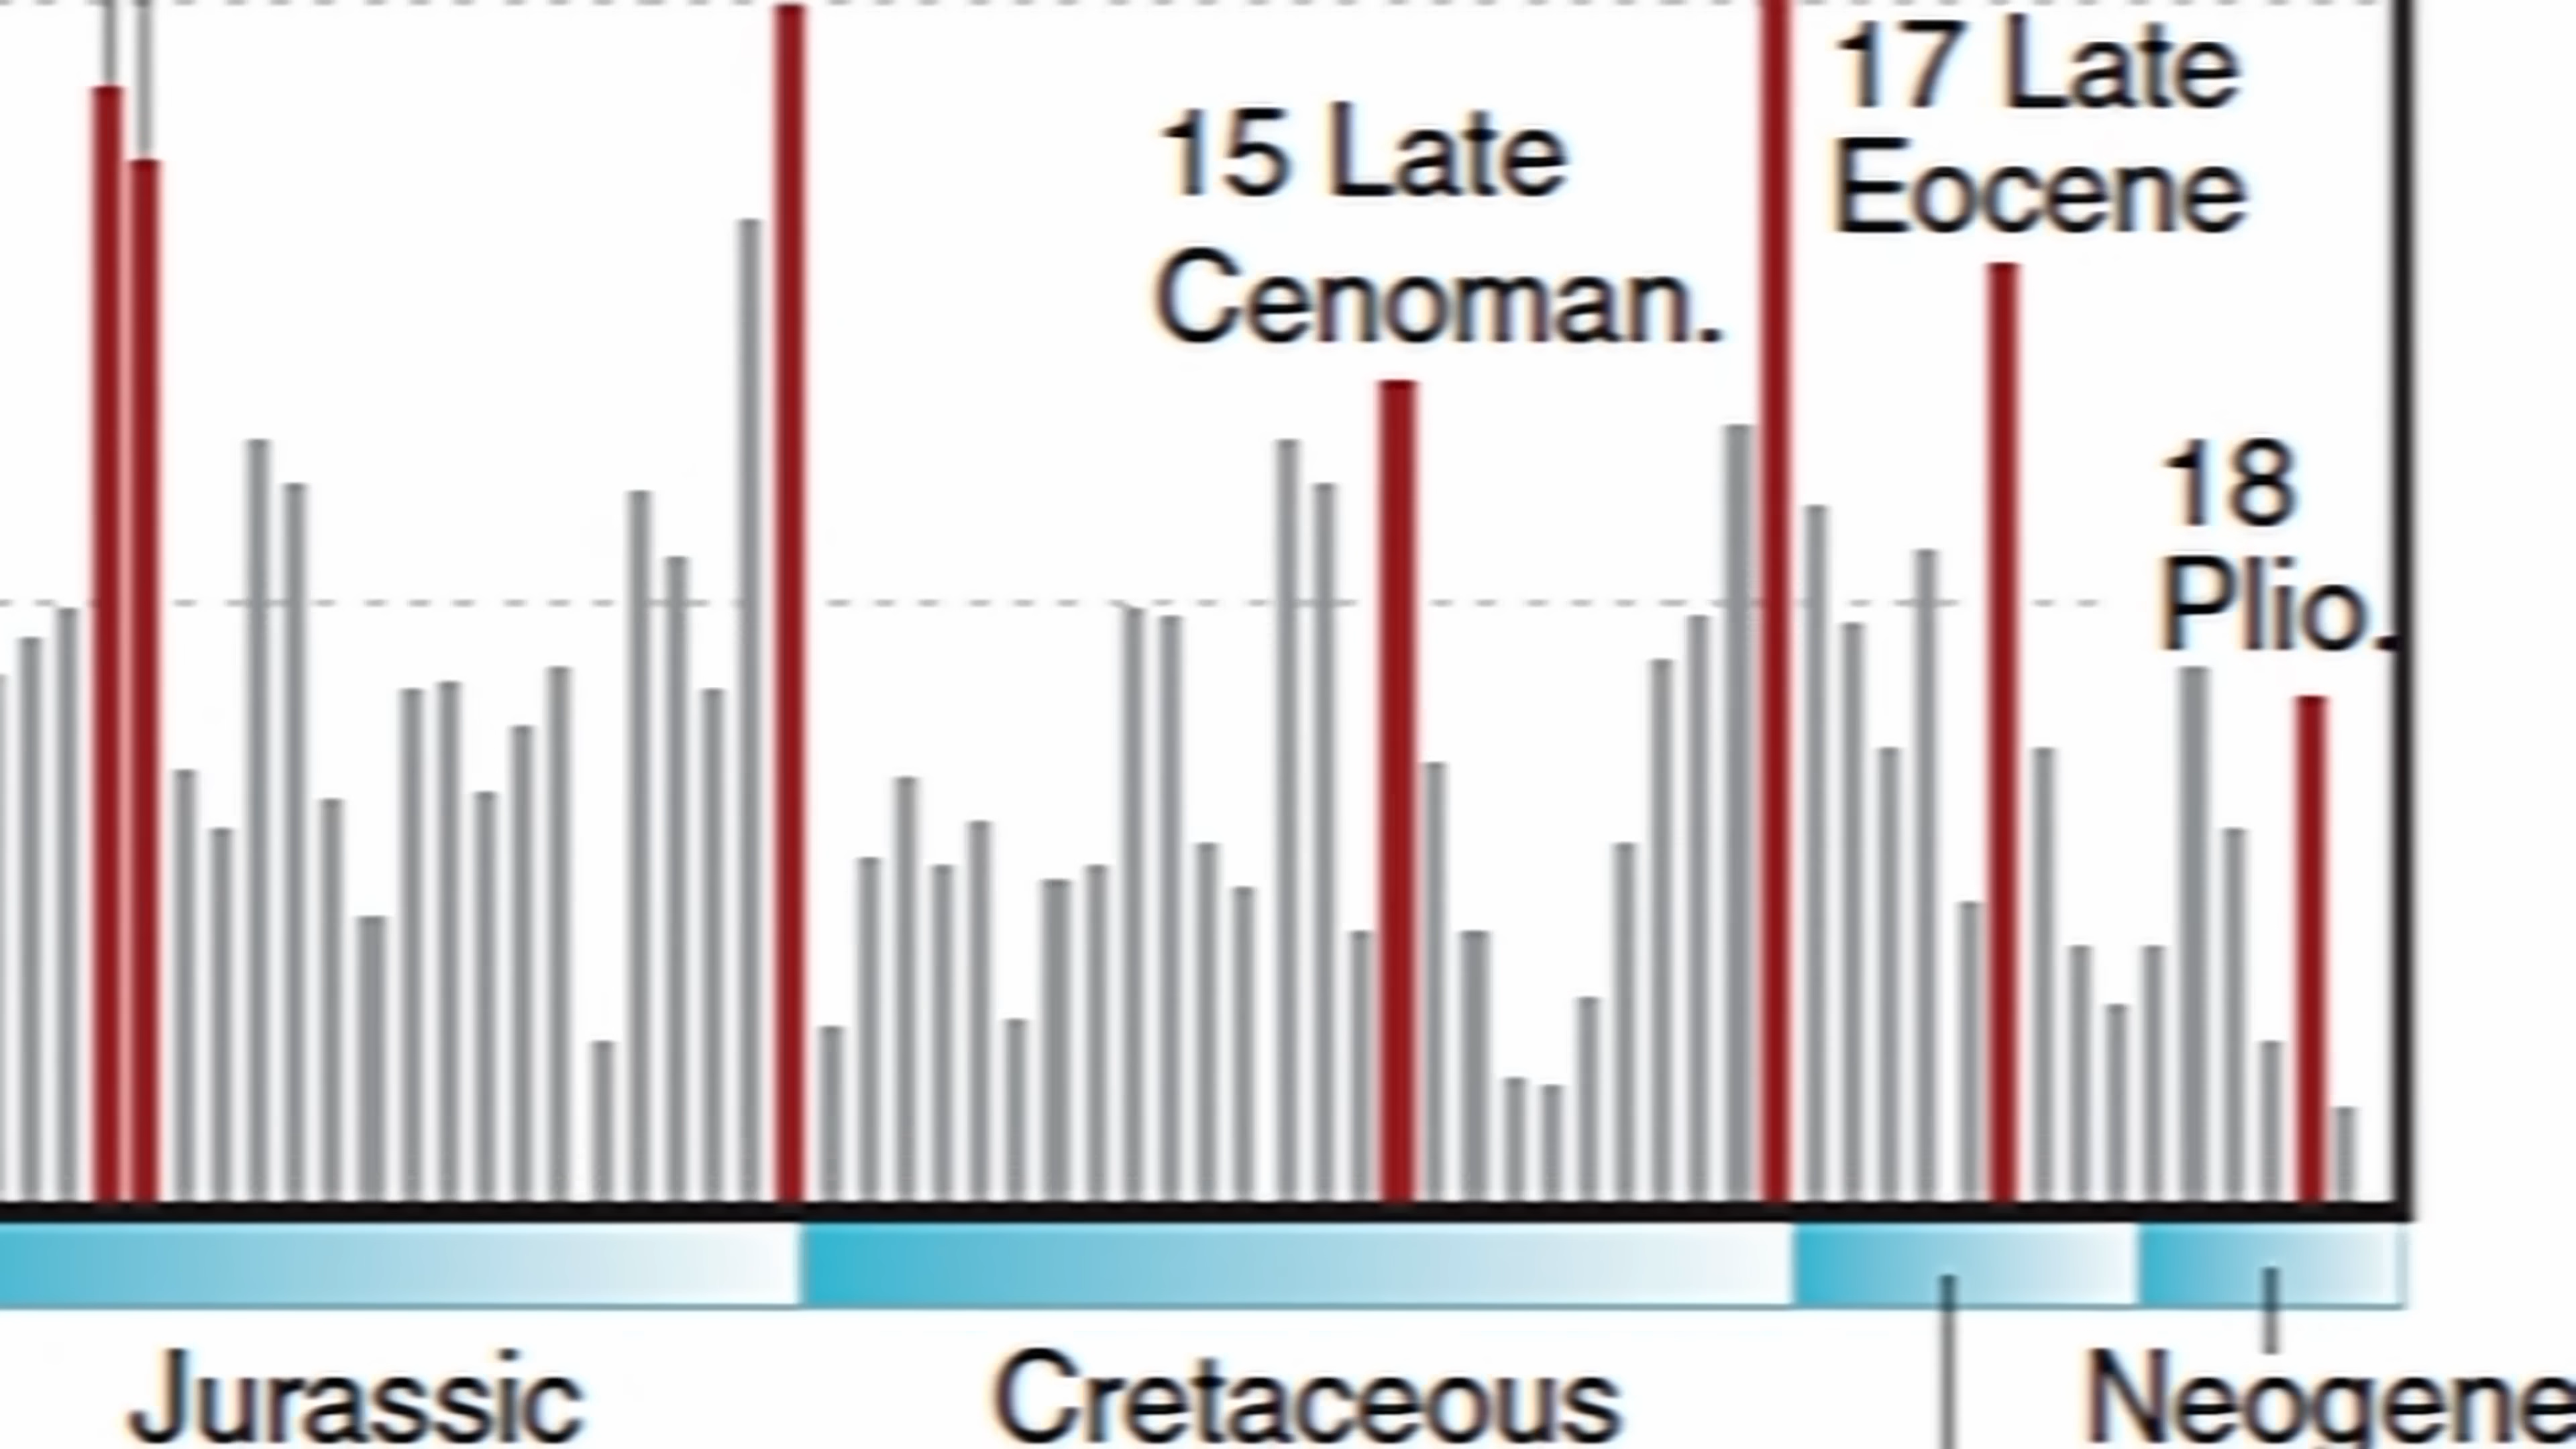 15 Late
Cenoman.
17 Late
Eocene
18
Plio.
Jurassic
Cretaceous
Neogene